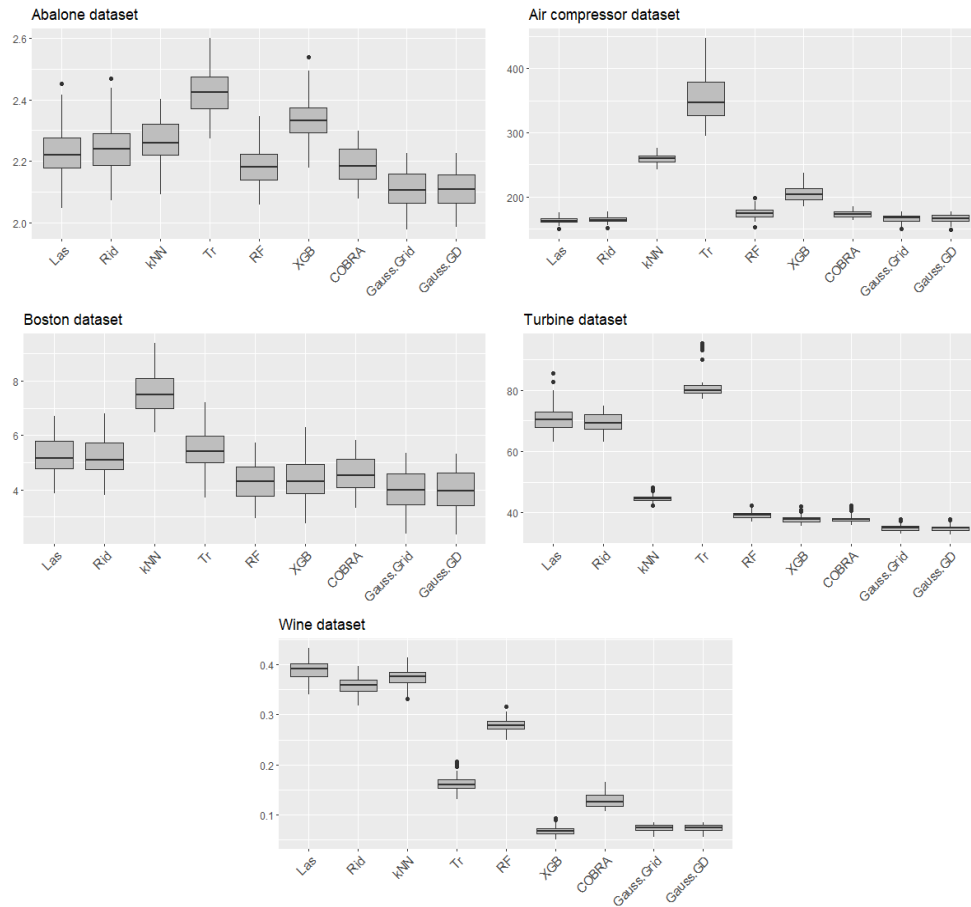 Abalone dataset
2.6
2.4
2.2
2.0
Las Rid kNN Tr RF XGB COBRA Gauss.Grid Gauss.GD
Air compressor dataset
400
300
200
Las Rid kNN Tr RF XGB COBRA Gauss.Grid Gauss.GD
Boston dataset
8
6
4
Las Rid kNN Tr RF XGB COBRA Gauss.Grid Gauss.GD
Turbine dataset
80
60
40
Las Rid kNN Tr RF XGB COBRA Gauss.Grid Gauss.GD
Wine dataset
0.4
0.3
0.2
0.1
Las Rid kNN Tr RF XGB COBRA Gauss.Grid Gauss.GD